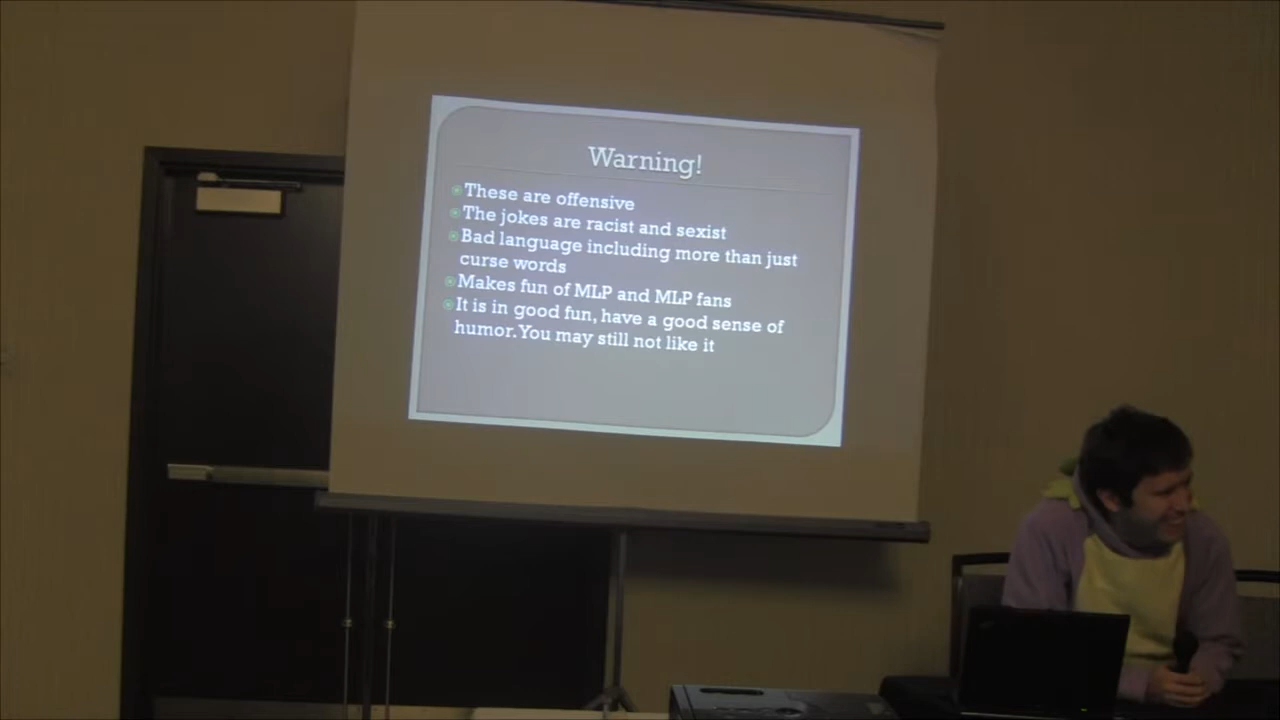 Warning!
These are offensive
The jokes are racist and sexist
Bad language including more than just
curse words
Makes fun of MLP and MLP fans
It is in good fun, have a good sense of
humor. You may still not like it